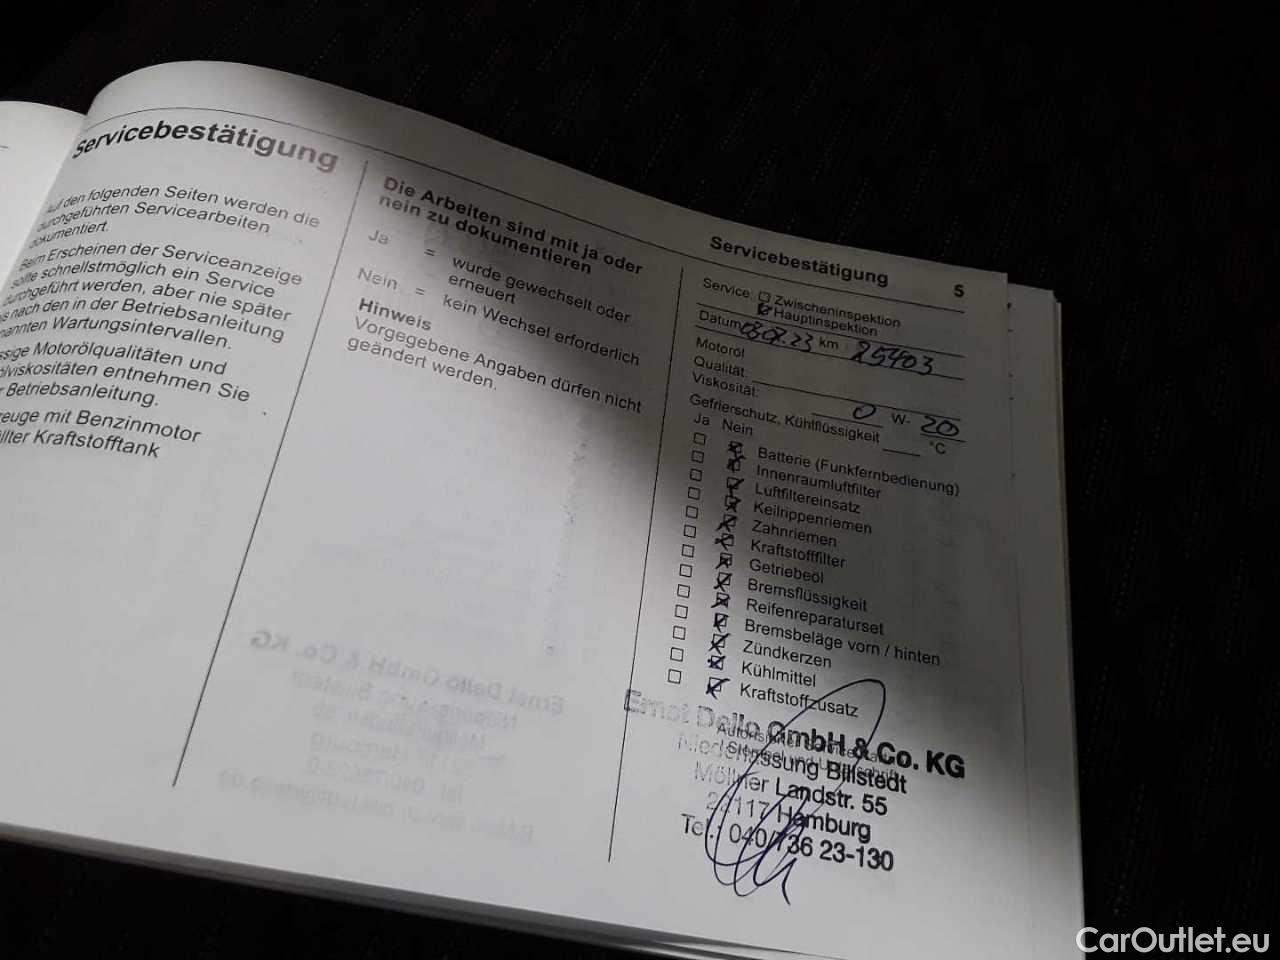 Servicebestätigung
Auf den folgenden Seiten werden die
durchgeführten Servicearbeiten
dokumentiert.
Beim Erscheinen der Serviceanzeige
sollte schnellstmöglich ein Service
durchgeführt werden, aber nie später
nach den in der Betriebsanleitung
nannten Wartungsintervallen.
ssige Motorölqualitäten und
ölviskositäten entnehmen Sie
r Betriebsanleitung.
zeuge mit Benzinmotor
üllter Kraftstofftank
Die Arbeiten sind mit ja oder
nein zu dokumentieren
Ja = wurde gewechselt oder
erneuert
Nein = kein Wechsel erforderlich
Hinweis
Vorgegebene Angaben dürfen nicht
geändert werden.
Servicebestätigung 5
Service: Zwischeninspektion
Hauptinspektion
Datum km 25403
Motoröl
Qualität:
Viskosität: 0 W- 20
Gefrierschutz, Kühlflüssigkeit °C
Ja Nein
Batterie (Funkfernbedienung)
Innenraumluftfilter
Luftfiltereinsatz
Keilrippenriemen
Zahnriemen
Kraftstofffilter
Getriebeöl
Bremsflüssigkeit
Reifenreparaturset
Bremsbeläge vorn / hinten
Zündkerzen
Kühlmittel
Kraftstoffzusatz
Ernst Dello GmbH & Co. KG
Niederlassung Billstedt
Möllner Landstr. 55
22117 Hamburg
Tel.: 040/736 23-130
CarOutlet.eu